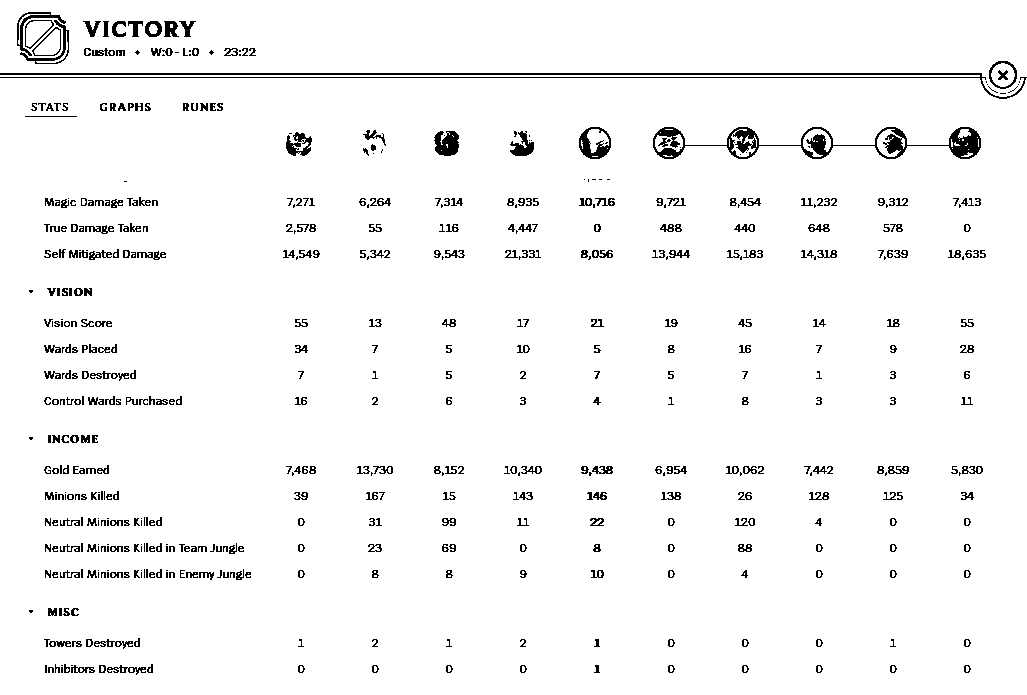 VICTORY
Custom • W:0 - L:0 • 23:22
STATS GRAPHS RUNES
Magic Damage Taken 7,271 6,264 7,314 8,935 10,716 9,721 8,454 11,232 9,312 7,413
True Damage Taken 2,578 55 116 4,447 0 488 440 648 578 0
Self Mitigated Damage 14,549 5,342 9,543 21,331 8,056 13,944 15,183 14,318 7,639 18,635
VISION
Vision Score 55 13 48 17 21 19 45 14 18 55
Wards Placed 34 7 5 10 5 8 16 7 9 28
Wards Destroyed 7 1 5 2 7 5 7 1 3 6
Control Wards Purchased 16 2 6 3 4 1 8 3 3 11
INCOME
Gold Earned 7,468 13,730 8,152 10,340 9,438 6,954 10,062 7,442 8,859 5,830
Minions Killed 39 167 15 143 146 138 26 128 125 34
Neutral Minions Killed 0 31 99 11 22 0 120 4 0 0
Neutral Minions Killed in Team Jungle 0 23 69 0 8 0 88 0 0 0
Neutral Minions Killed in Enemy Jungle 0 8 8 9 10 0 4 0 0 0
MISC
Towers Destroyed 1 2 1 2 1 0 0 0 1 0
Inhibitors Destroyed 0 0 0 0 1 0 0 0 0 0